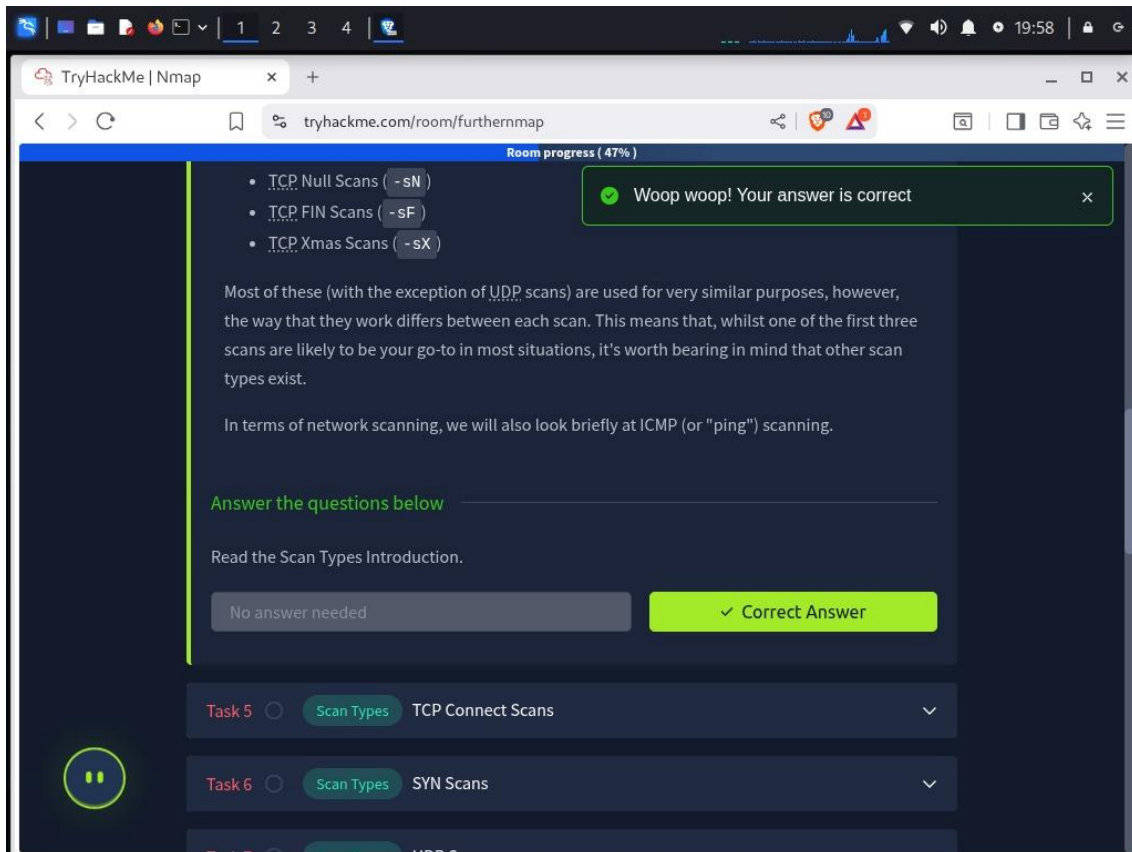 1 2 3 4
19:58
TryHackMe | Nmap
tryhackme.com/room/furthernmap
Room progress ( 47% )
Woop woop! Your answer is correct
• TCP Null Scans ( -sN )
• TCP FIN Scans ( -sF )
• TCP Xmas Scans ( -sX )
Most of these (with the exception of UDP scans) are used for very similar purposes, however,
the way that they work differs between each scan. This means that, whilst one of the first three
scans are likely to be your go-to in most situations, it's worth bearing in mind that other scan
types exist.
In terms of network scanning, we will also look briefly at ICMP (or "ping") scanning.
Answer the questions below
Read the Scan Types Introduction.
No answer needed
✓ Correct Answer
Task 5 Scan Types TCP Connect Scans
Task 6 Scan Types SYN Scans